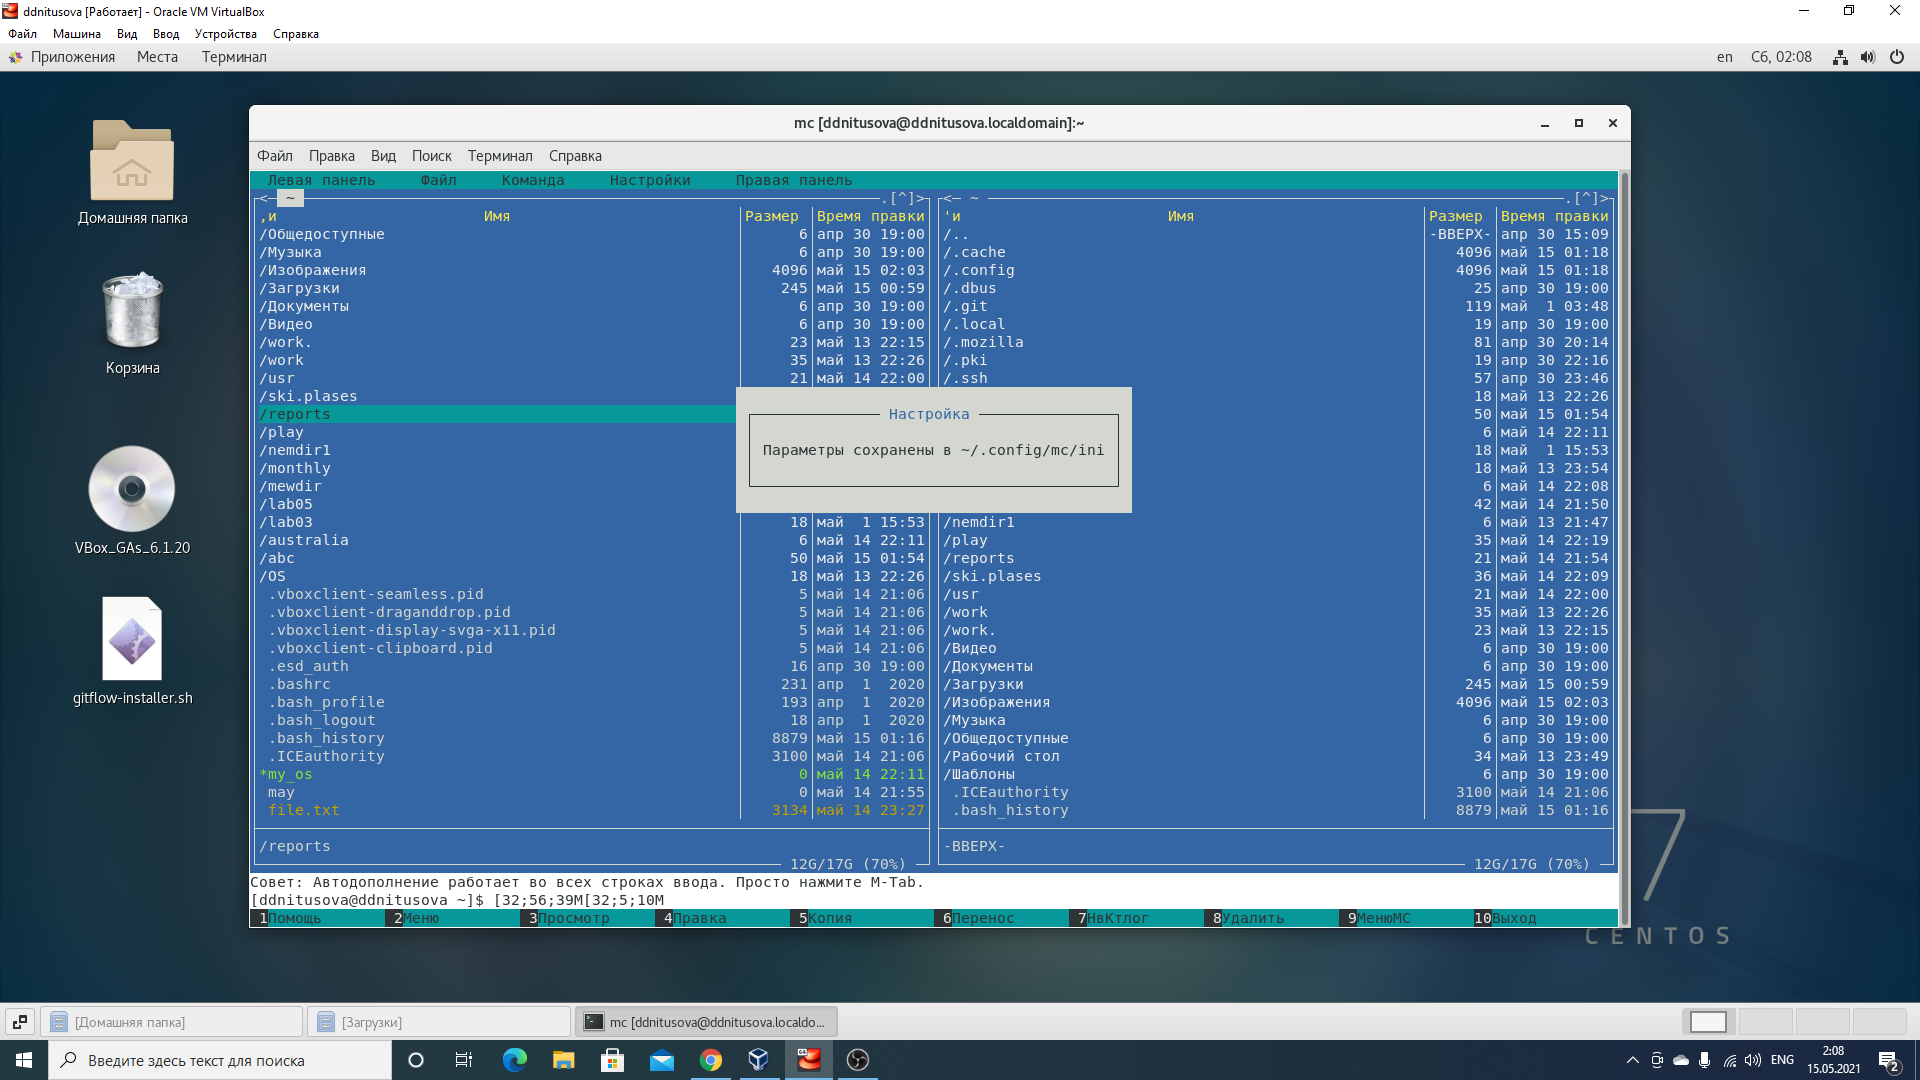 ddnitusova [Работает] - Oracle VM VirtualBox
Файл Машина Вид Ввод Устройства Справка
Приложения Места Терминал en Сб, 02:08
Домашняя папка
Корзина
VBox_GAs_6.1.20
gitflow-installer.sh
mc [ddnitusova@ddnitusova.localdomain]:~
Файл Правка Вид Поиск Терминал Справка
Левая панель Файл Команда Настройки Правая панель
<─ ~ .[^]>
,и Имя Размер Время правки
/Общедоступные 6 апр 30 19:00
/Музыка 6 апр 30 19:00
/Изображения 4096 май 15 02:03
/Загрузки 245 май 15 00:59
/Документы 6 апр 30 19:00
/Видео 6 апр 30 19:00
/work. 23 май 13 22:15
/work 35 май 13 22:26
/usr 21 май 14 22:00
/ski.plases
/reports
/play
/nemdir1
/monthly
/mewdir
/lab05
/lab03 18 май 1 15:53
/australia 6 май 14 22:11
/abc 50 май 15 01:54
/OS 18 май 13 22:26
.vboxclient-seamless.pid 5 май 14 21:06
.vboxclient-draganddrop.pid 5 май 14 21:06
.vboxclient-display-svga-x11.pid 5 май 14 21:06
.vboxclient-clipboard.pid 5 май 14 21:06
.esd_auth 16 апр 30 19:00
.bashrc 231 апр 1 2020
.bash_profile 193 апр 1 2020
.bash_logout 18 апр 1 2020
.bash_history 8879 май 15 01:16
.ICEauthority 3100 май 14 21:06
*my_os 0 май 14 22:11
may 0 май 14 21:55
file.txt 3134 май 14 23:27
/reports
12G/17G (70%)
<─ ~ .[^]>
'и Имя Размер Время правки
/.. -ВВЕРХ- апр 30 15:09
/.cache 4096 май 15 01:18
/.config 4096 май 15 01:18
/.dbus 25 апр 30 19:00
/.git 119 май 1 03:48
/.local 19 апр 30 19:00
/.mozilla 81 апр 30 20:14
/.pki 19 апр 30 22:16
/.ssh 57 апр 30 23:46
18 май 13 22:26
50 май 15 01:54
6 май 14 22:11
18 май 1 15:53
18 май 13 23:54
6 май 14 22:08
42 май 14 21:50
/nemdir1 6 май 13 21:47
/play 35 май 14 22:19
/reports 21 май 14 21:54
/ski.plases 36 май 14 22:09
/usr 21 май 14 22:00
/work 35 май 13 22:26
/work. 23 май 13 22:15
/Видео 6 апр 30 19:00
/Документы 6 апр 30 19:00
/Загрузки 245 май 15 00:59
/Изображения 4096 май 15 02:03
/Музыка 6 апр 30 19:00
/Общедоступные 6 апр 30 19:00
/Рабочий стол 34 май 13 23:49
/Шаблоны 6 апр 30 19:00
.ICEauthority 3100 май 14 21:06
.bash_history 8879 май 15 01:16
-ВВЕРХ-
12G/17G (70%)
Настройка
Параметры сохранены в ~/.config/mc/ini
Совет: Автодополнение работает во всех строках ввода. Просто нажмите M-Tab.
[ddnitusova@ddnitusova ~]$ [32;56;39M[32;5;10M
1Помощь 2Меню 3Просмотр 4Правка 5Копия 6Перенос 7НвКтлог 8Удалить 9МенюМС 10Выход
7
CENTOS
[Домашняя папка] [Загрузки] mc [ddnitusova@ddnitusova.localdo...
Введите здесь текст для поиска
ENG
2:08
15.05.2021
2